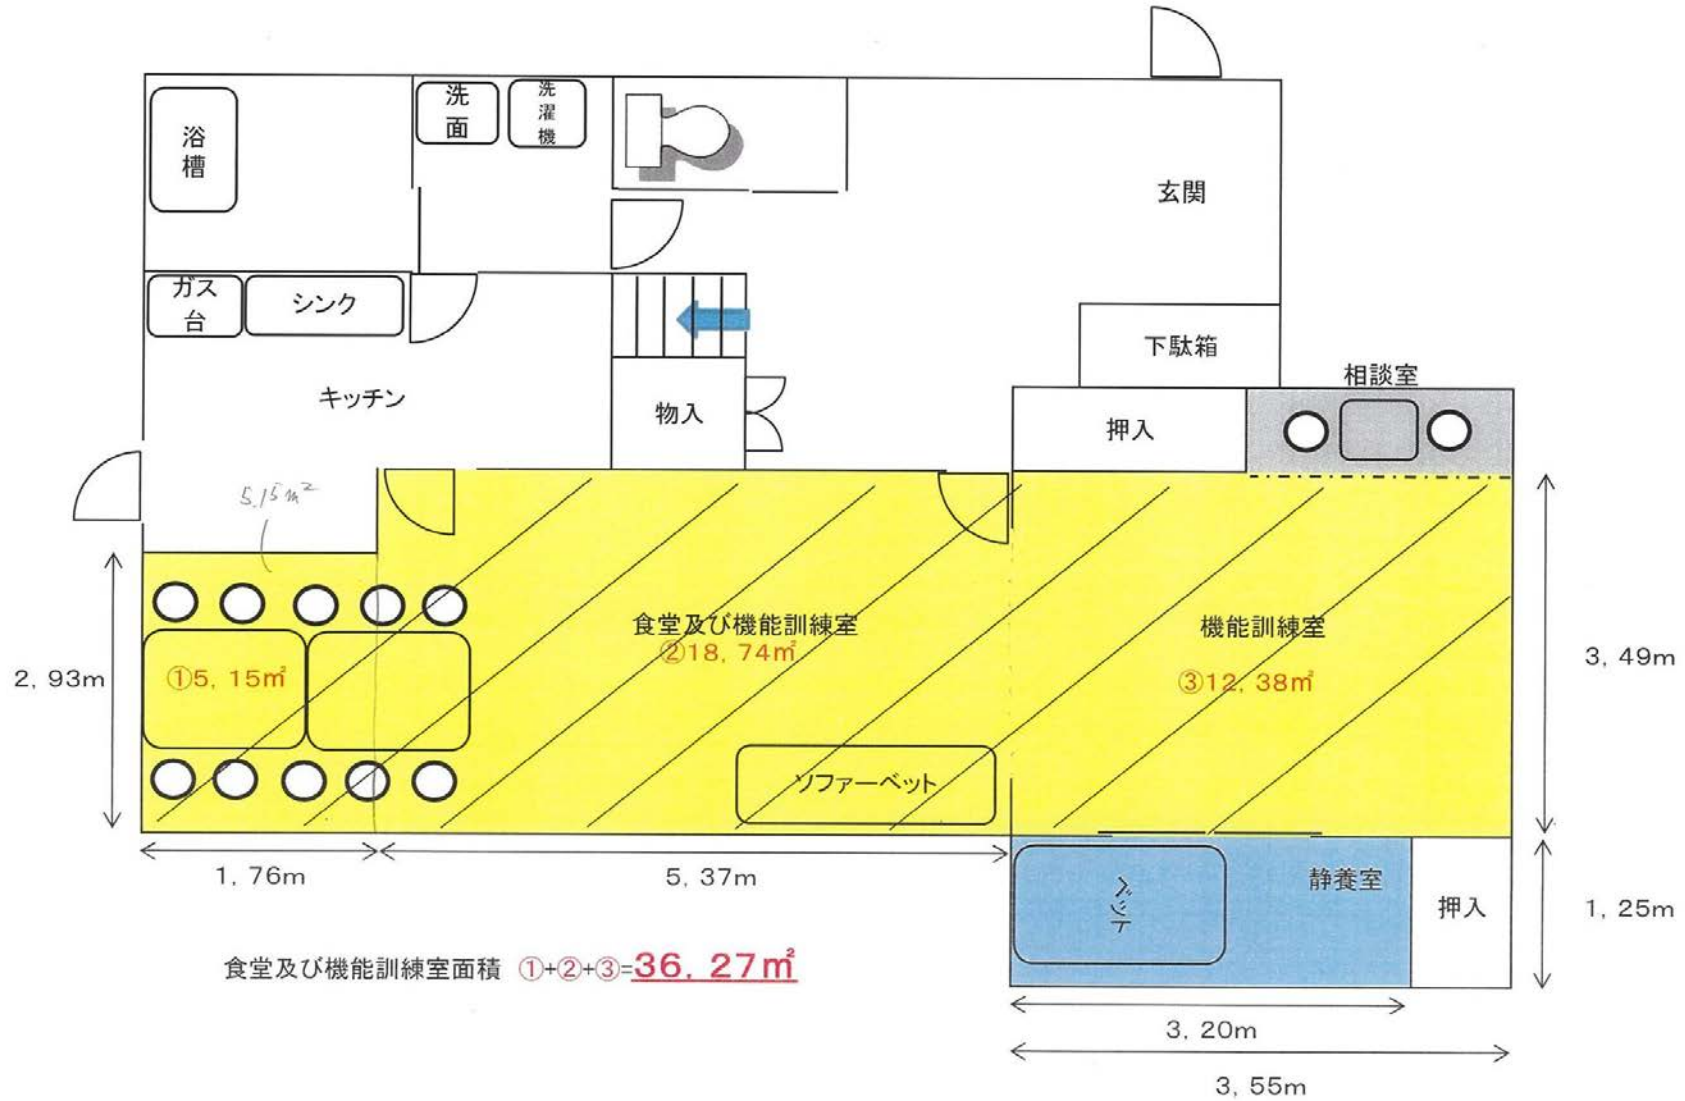 浴槽
洗面
洗濯機
玄関
ガス台
シンク
下駄箱
相談室
キッチン
物入
押入
5.15m²
食堂及び機能訓練室
②18, 74㎡
機能訓練室
③12, 38㎡
2, 93m
①5, 15㎡
3, 49m
ソファーベット
1, 76m
5, 37m
ベット
静養室
押入
1, 25m
食堂及び機能訓練室面積 ①+②+③=36, 27㎡
3, 20m
3, 55m